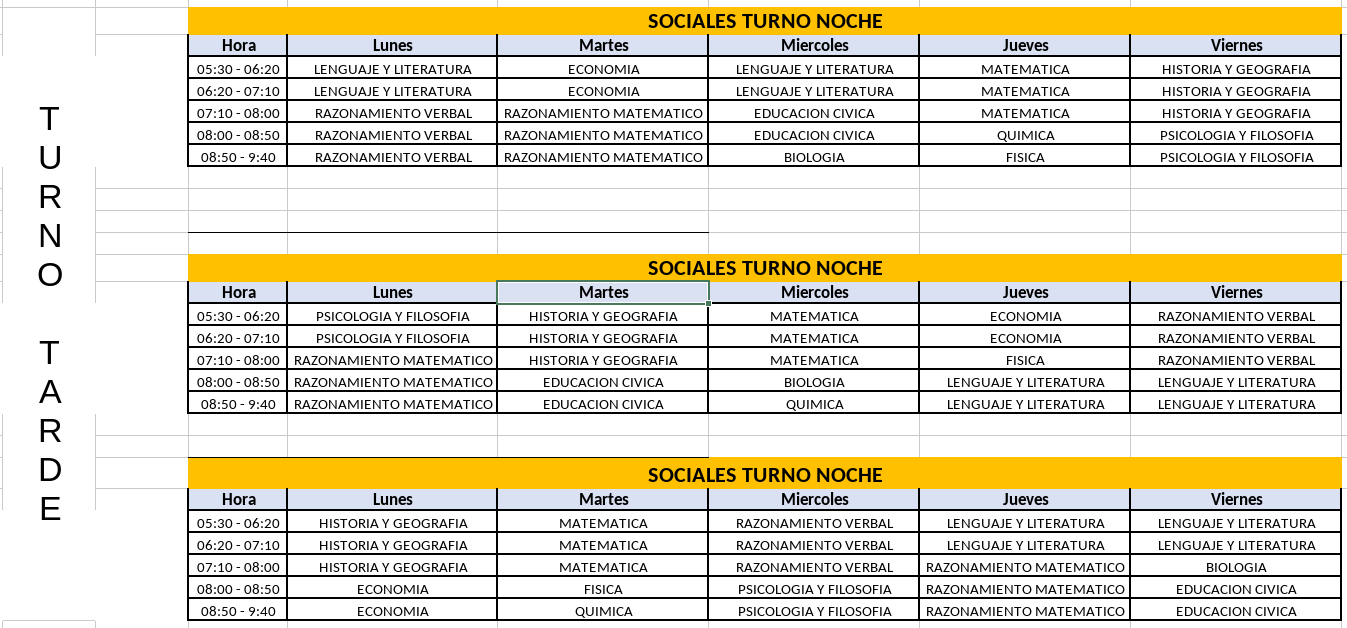 TURNO TARDE
SOCIALES TURNO NOCHE
Hora Lunes Martes Miercoles Jueves Viernes
05:30 - 06:20 LENGUAJE Y LITERATURA ECONOMIA LENGUAJE Y LITERATURA MATEMATICA HISTORIA Y GEOGRAFIA
06:20 - 07:10 LENGUAJE Y LITERATURA ECONOMIA LENGUAJE Y LITERATURA MATEMATICA HISTORIA Y GEOGRAFIA
07:10 - 08:00 RAZONAMIENTO VERBAL RAZONAMIENTO MATEMATICO EDUCACION CIVICA MATEMATICA HISTORIA Y GEOGRAFIA
08:00 - 08:50 RAZONAMIENTO VERBAL RAZONAMIENTO MATEMATICO EDUCACION CIVICA QUIMICA PSICOLOGIA Y FILOSOFIA
08:50 - 9:40 RAZONAMIENTO VERBAL RAZONAMIENTO MATEMATICO BIOLOGIA FISICA PSICOLOGIA Y FILOSOFIA
SOCIALES TURNO NOCHE
Hora Lunes Martes Miercoles Jueves Viernes
05:30 - 06:20 PSICOLOGIA Y FILOSOFIA HISTORIA Y GEOGRAFIA MATEMATICA ECONOMIA RAZONAMIENTO VERBAL
06:20 - 07:10 PSICOLOGIA Y FILOSOFIA HISTORIA Y GEOGRAFIA MATEMATICA ECONOMIA RAZONAMIENTO VERBAL
07:10 - 08:00 RAZONAMIENTO MATEMATICO HISTORIA Y GEOGRAFIA MATEMATICA FISICA RAZONAMIENTO VERBAL
08:00 - 08:50 RAZONAMIENTO MATEMATICO EDUCACION CIVICA BIOLOGIA LENGUAJE Y LITERATURA LENGUAJE Y LITERATURA
08:50 - 9:40 RAZONAMIENTO MATEMATICO EDUCACION CIVICA QUIMICA LENGUAJE Y LITERATURA LENGUAJE Y LITERATURA
SOCIALES TURNO NOCHE
Hora Lunes Martes Miercoles Jueves Viernes
05:30 - 06:20 HISTORIA Y GEOGRAFIA MATEMATICA RAZONAMIENTO VERBAL LENGUAJE Y LITERATURA LENGUAJE Y LITERATURA
06:20 - 07:10 HISTORIA Y GEOGRAFIA MATEMATICA RAZONAMIENTO VERBAL LENGUAJE Y LITERATURA LENGUAJE Y LITERATURA
07:10 - 08:00 HISTORIA Y GEOGRAFIA MATEMATICA RAZONAMIENTO VERBAL RAZONAMIENTO MATEMATICO BIOLOGIA
08:00 - 08:50 ECONOMIA FISICA PSICOLOGIA Y FILOSOFIA RAZONAMIENTO MATEMATICO EDUCACION CIVICA
08:50 - 9:40 ECONOMIA QUIMICA PSICOLOGIA Y FILOSOFIA RAZONAMIENTO MATEMATICO EDUCACION CIVICA